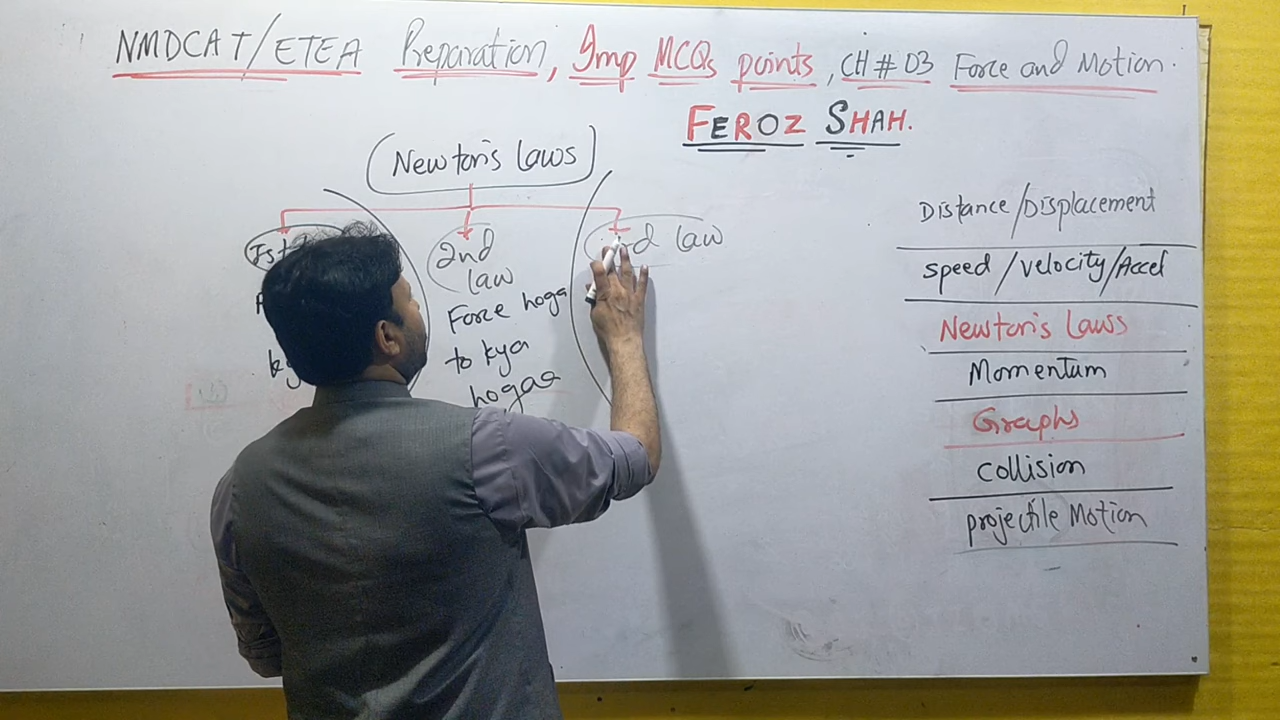 NMDCAT/ETEA Preparation, Imp MCQs points, CH # 03 Force and Motion.
FEROZ SHAH.
(Newton's Laws)
Ist
2nd law
law
Force hoga
to kya
hogaa
Distance/Displacement
speed/velocity/Accel
Newton's Laws
Momentum
Graphs
collision
projectile Motion